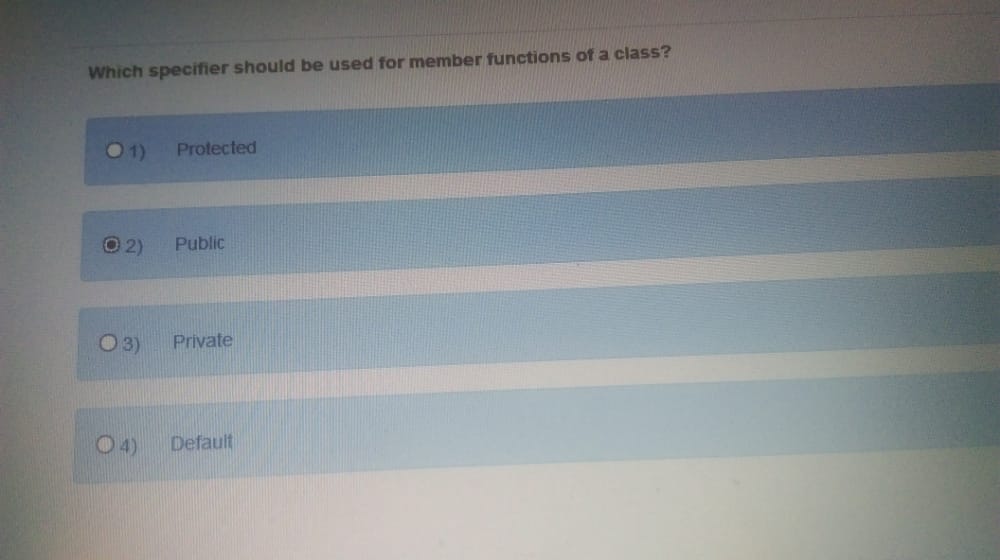 Which specifier should be used for member functions of a class?
1) Protected
2) Public
3) Private
4) Default